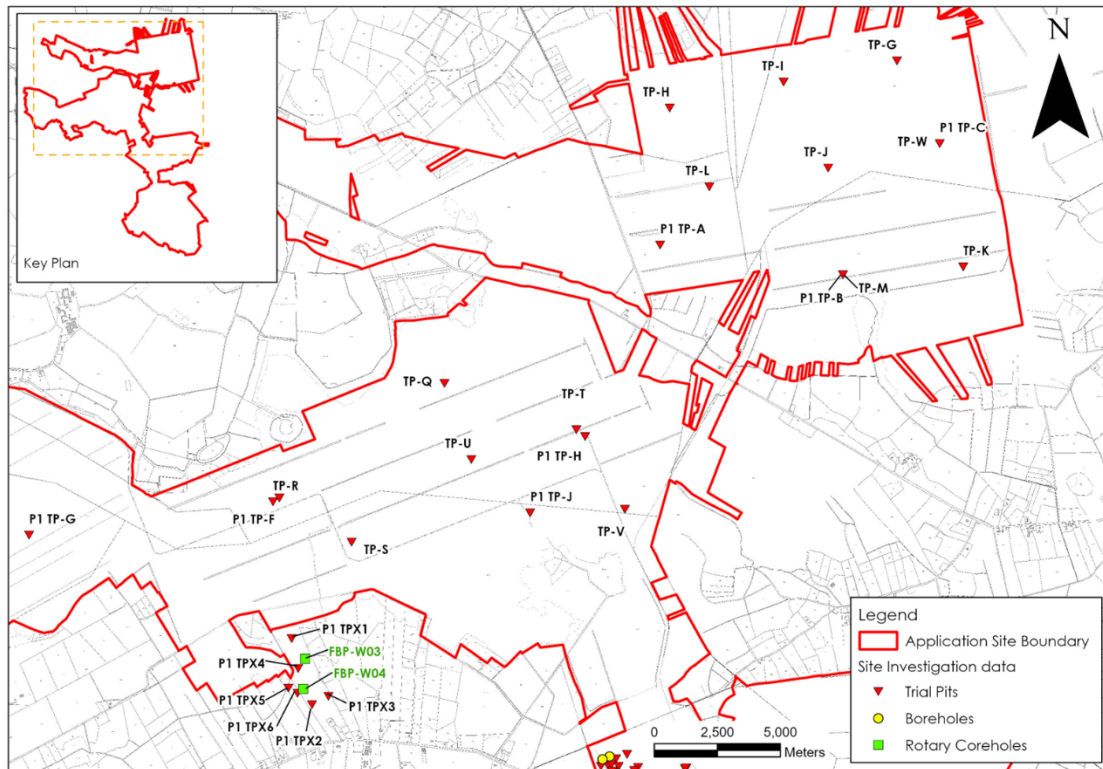 N
TP-G
TP-I
TP-H
P1 TP-C
TP-W
TP-J
TP-L
P1 TP-A
TP-K
P1 TP-B
TP-M
Key Plan
TP-Q
TP-T
TP-U
P1 TP-H
TP-R
P1 TP-F
P1 TP-J
TP-V
P1 TP-G
TP-S
P1 TPX1
FBP-W03
P1 TPX4
FBP-W04
P1 TPX5
P1 TPX3
P1 TPX6
P1 TPX2
0 2,500 5,000
Meters
Legend
Application Site Boundary
Site Investigation data
Trial Pits
Boreholes
Rotary Coreholes